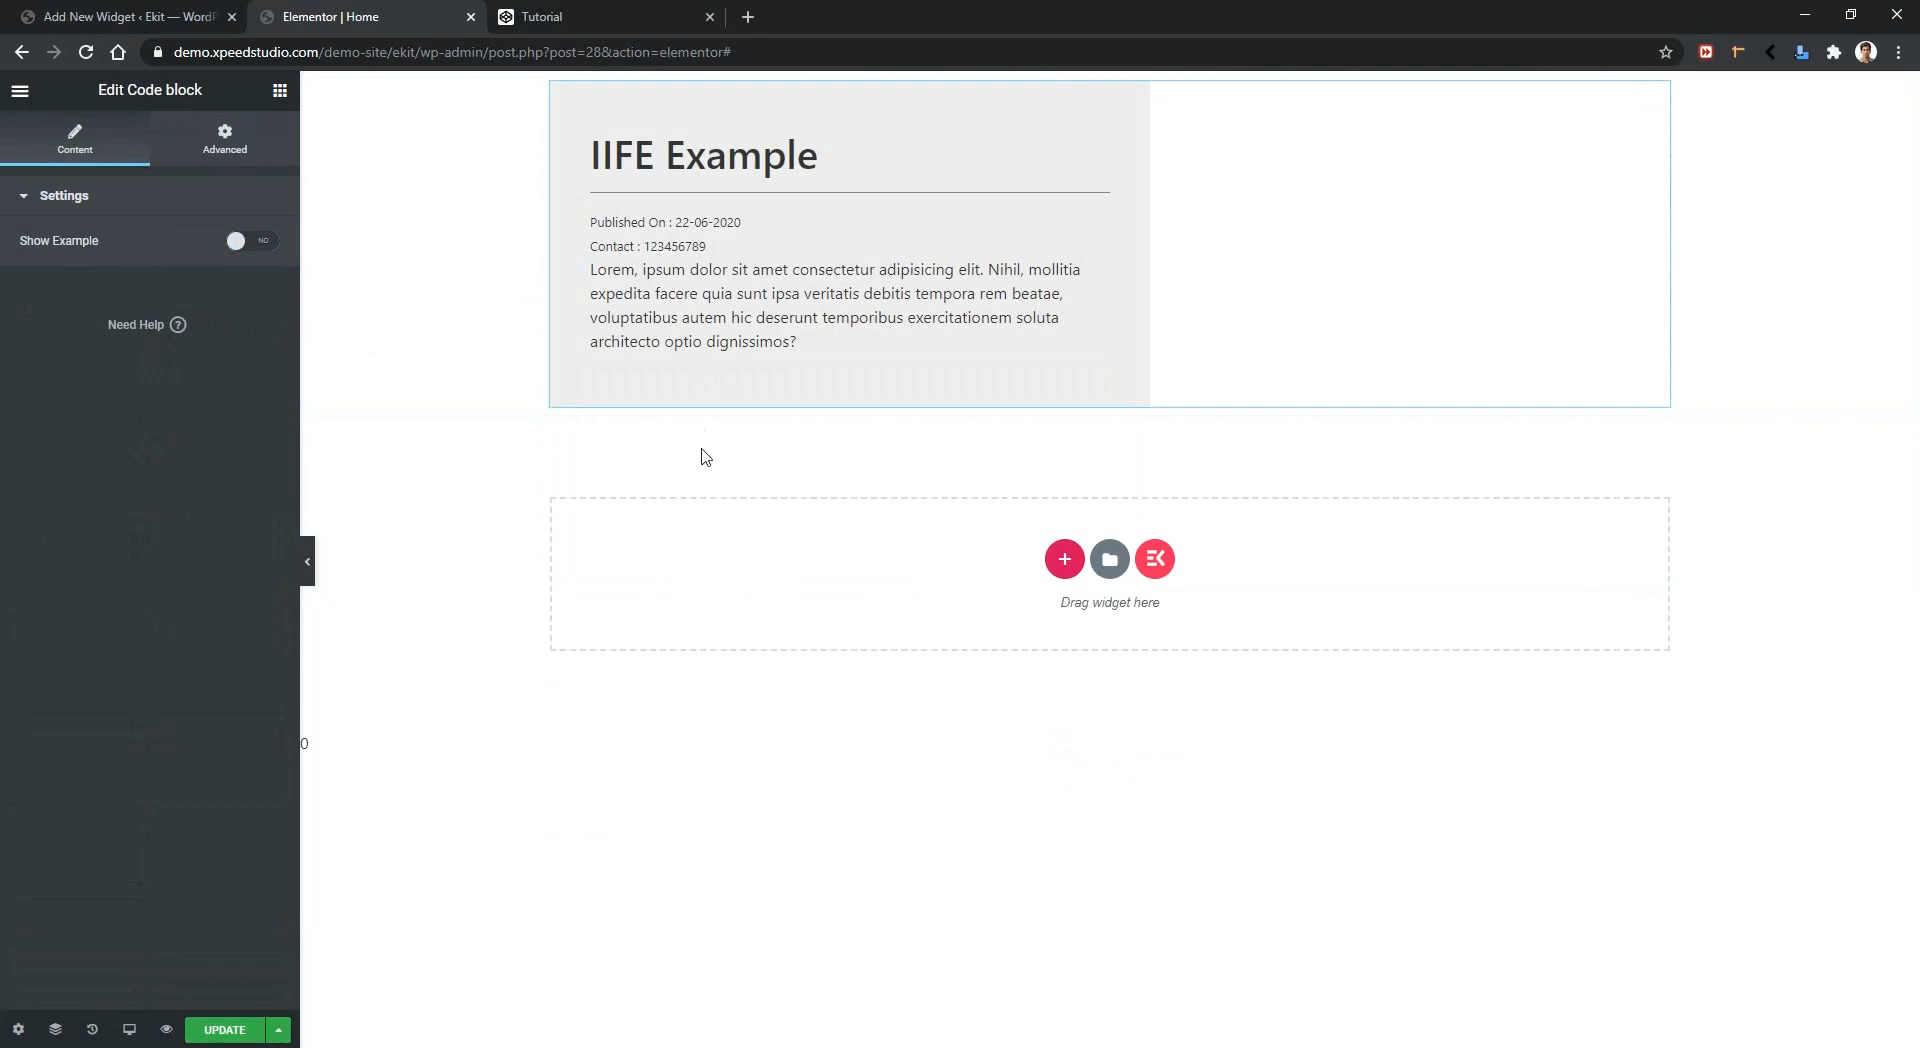 Add New Widget ‹ Ekit — WordP
Elementor | Home
Tutorial
demo.xpeedstudio.com/demo-site/ekit/wp-admin/post.php?post=28&action=elementor#
Edit Code block
Content
Advanced
Settings
Show Example
NO
Need Help ?
IIFE Example
Published On : 22-06-2020
Contact : 123456789
Lorem, ipsum dolor sit amet consectetur adipisicing elit. Nihil, mollitia
expedita facere quia sunt ipsa veritatis debitis tempora rem beatae,
voluptatibus autem hic deserunt temporibus exercitationem soluta
architecto optio dignissimos?
Drag widget here
0
UPDATE